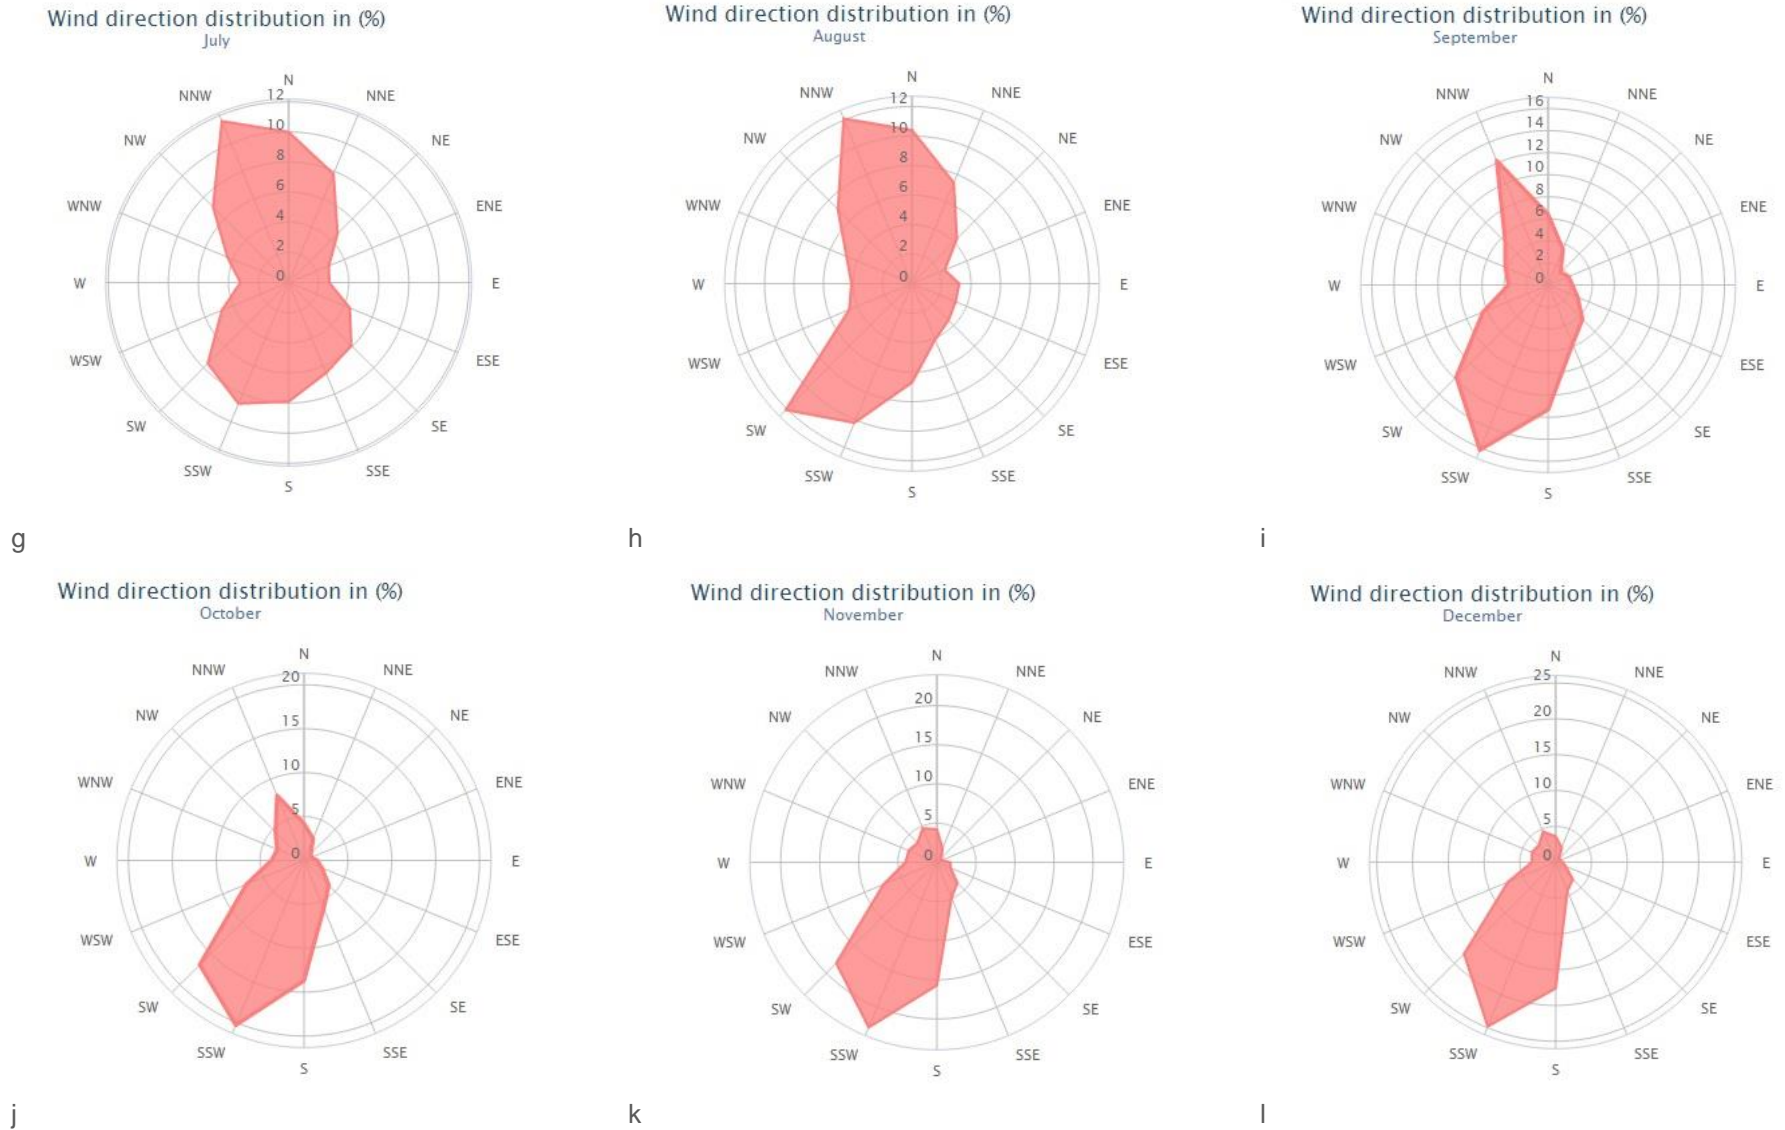 Wind direction distribution in (%)
July
N
NNE
NE
ENE
E
ESE
SE
SSE
S
SSW
SW
WSW
W
WNW
NW
NNW
12
10
8
6
4
2
0
g
Wind direction distribution in (%)
August
N
NNE
NE
ENE
E
ESE
SE
SSE
S
SSW
SW
WSW
W
WNW
NW
NNW
12
10
8
6
4
2
0
h
Wind direction distribution in (%)
September
N
NNE
NE
ENE
E
ESE
SE
SSE
S
SSW
SW
WSW
W
WNW
NW
NNW
16
14
12
10
8
6
4
2
0
i
Wind direction distribution in (%)
October
N
NNE
NE
ENE
E
ESE
SE
SSE
S
SSW
SW
WSW
W
WNW
NW
NNW
20
15
10
5
0
j
Wind direction distribution in (%)
November
N
NNE
NE
ENE
E
ESE
SE
SSE
S
SSW
SW
WSW
W
WNW
NW
NNW
20
15
10
5
0
k
Wind direction distribution in (%)
December
N
NNE
NE
ENE
E
ESE
SE
SSE
S
SSW
SW
WSW
W
WNW
NW
NNW
25
20
15
10
5
0
l